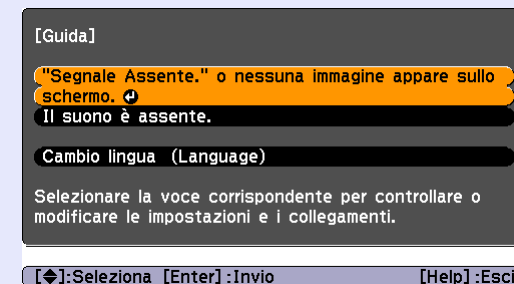 [Guida]
"Segnale Assente." o nessuna immagine appare sullo
schermo.
Il suono è assente.
Cambio lingua (Language)
Selezionare la voce corrispondente per controllare o
modificare le impostazioni e i collegamenti.
[◆]:Seleziona [Enter]:Invio [Help]:Esci